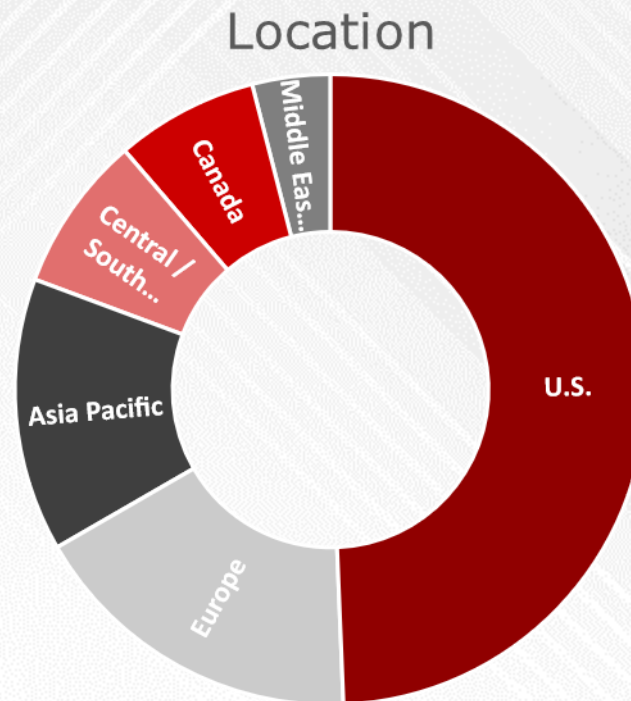 Location
Middle Eas...
Canada
Central /
South...
Asia Pacific
U.S.
Europe